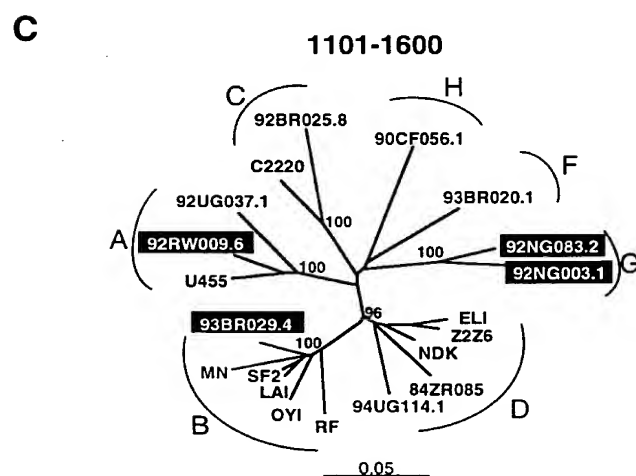 C
1101-1600
C
H
92BR025.8
90CF056.1
F
C2220
93BR020.1
92UG037.1
100
A
92RW009.6
100
92NG083.2
100
92NG003.1
G
U455
93BR029.4
96
ELI
Z2Z6
100
NDK
MN
SF2
LAI
84ZR085
OYI
94UG114.1
B
RF
D
0.05